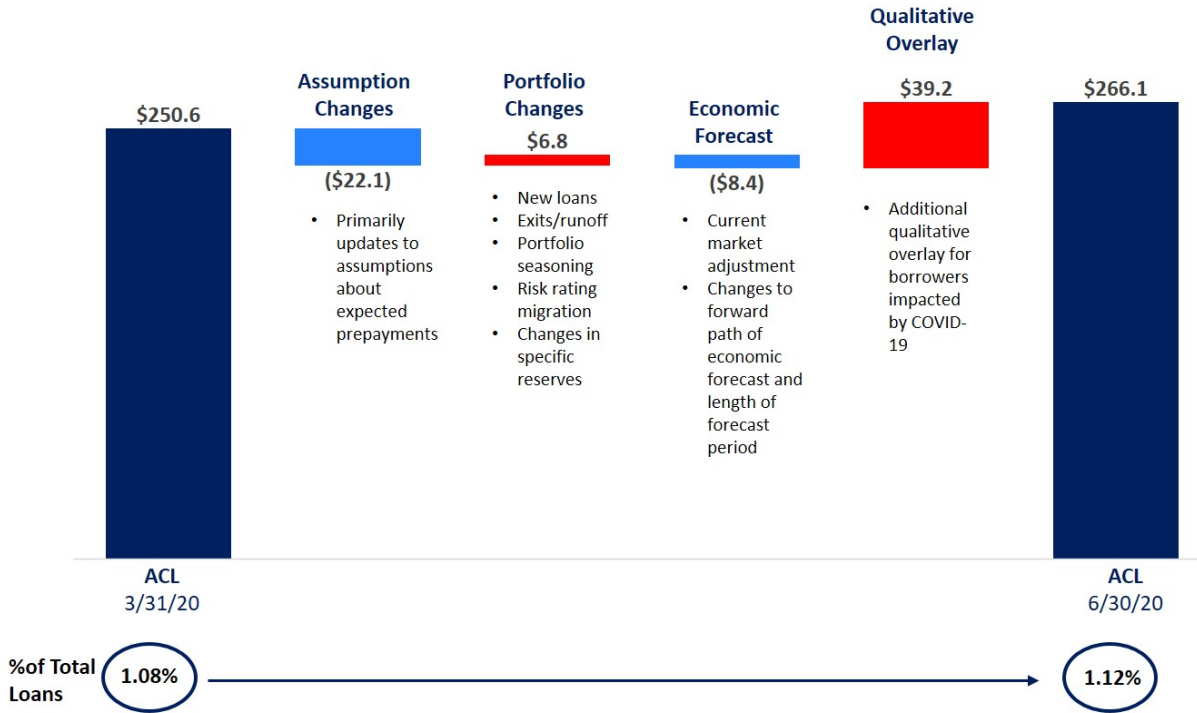 $250.6
ACL
3/31/20
Assumption
Changes
($22.1)
• Primarily
updates to
assumptions
about
expected
prepayments
Portfolio
Changes
$6.8
• New loans
• Exits/runoff
• Portfolio
seasoning
• Risk rating
migration
• Changes in
specific
reserves
Economic
Forecast
($8.4)
• Current
market
adjustment
• Changes to
forward
path of
economic
forecast and
length of
forecast
period
Qualitative
Overlay
$39.2
• Additional
qualitative
overlay for
borrowers
impacted
by COVID-
19
$266.1
ACL
6/30/20
%of Total
Loans
1.08%
1.12%